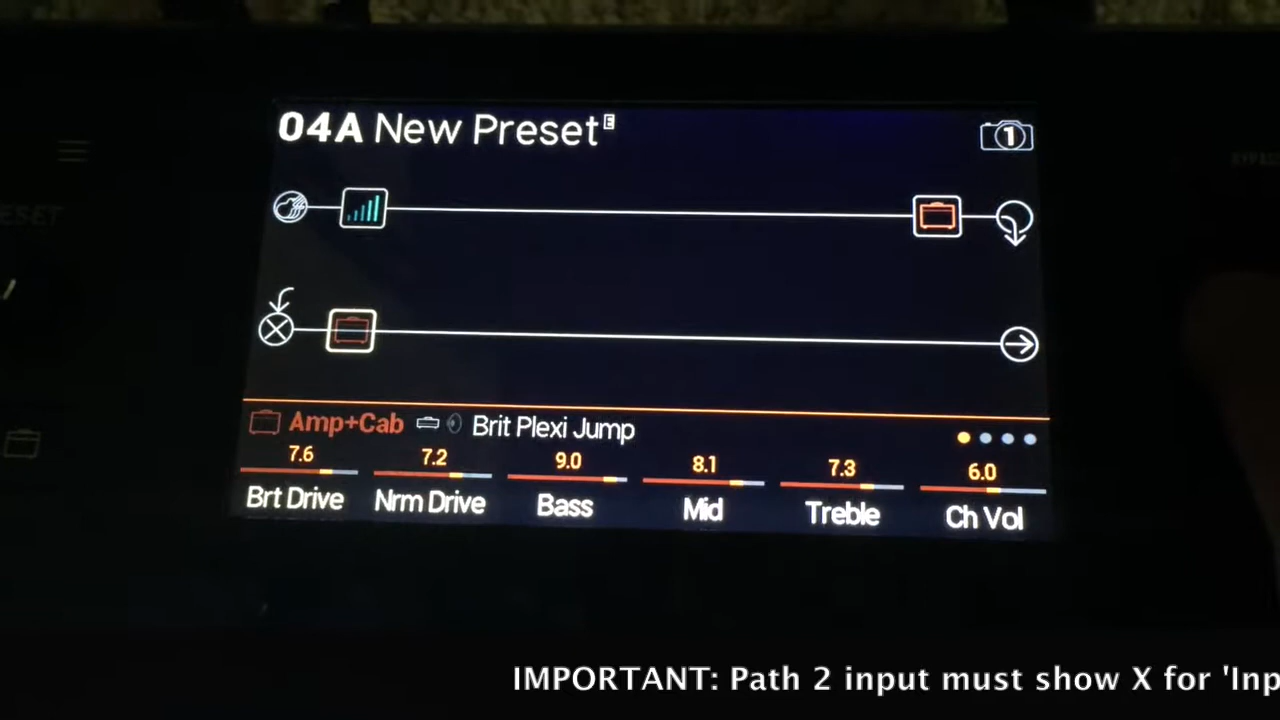 04A New Preset E
1
Amp+Cab Brit Plexi Jump
7.6 7.2 9.0 8.1 7.3 6.0
Brt Drive Nrm Drive Bass Mid Treble Ch Vol
IMPORTANT: Path 2 input must show X for 'Inp